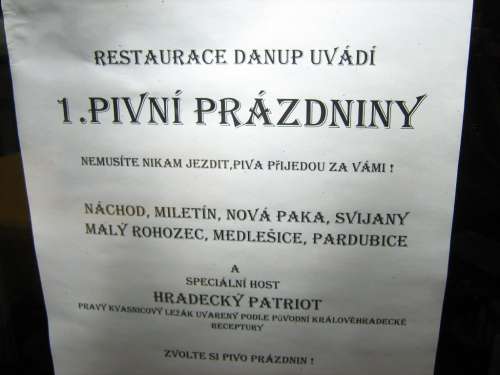 RESTAURACE DANUP UVÁDÍ
1.PIVNÍ PRÁZDNINY
NEMUSÍTE NIKAM JEZDIT,PIVA PŘIJEDOU ZA VÁMI !
NÁCHOD, MILETÍN, NOVÁ PAKA, SVIJANY
MALÝ ROHOZEC, MEDLEŠICE, PARDUBICE
A
SPECIÁLNÍ HOST
HRADECKÝ PATRIOT
PRAVÝ KVASNICOVÝ LEŽÁK UVARENÝ PODLE PŮVODNÍ KRÁLOVÉHRADECKÉ
RECEPTURY
ZVOLTE SI PIVO PRÁZDNIN !